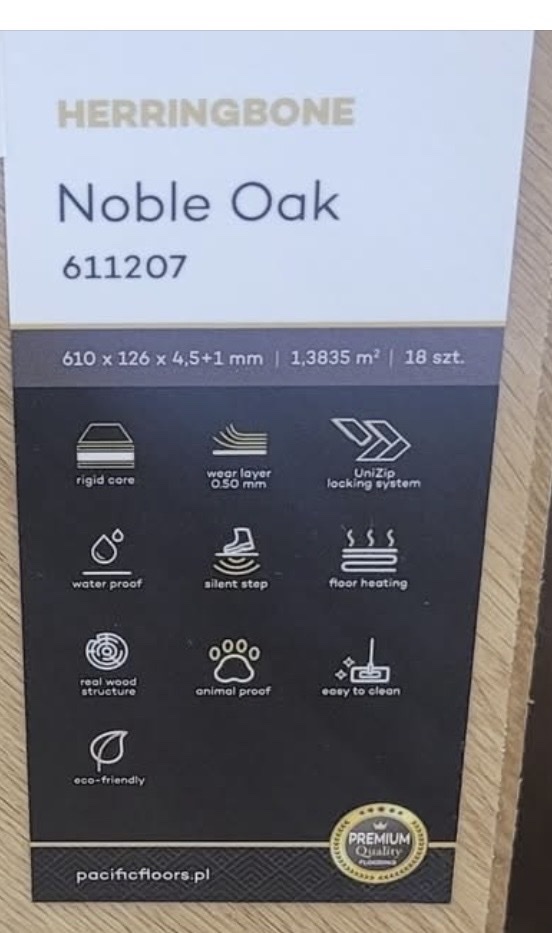 HERRINGBONE
Noble Oak
611207
610 x 126 x 4,5+1 mm | 1,3835 m² | 18 szt.
rigid core
wear layer
0.50 mm
UniZip
locking system
water proof
silent step
floor heating
real wood
structure
animal proof
easy to clean
eco-friendly
PREMIUM
Quality
FLOORING
pacificfloors.pl